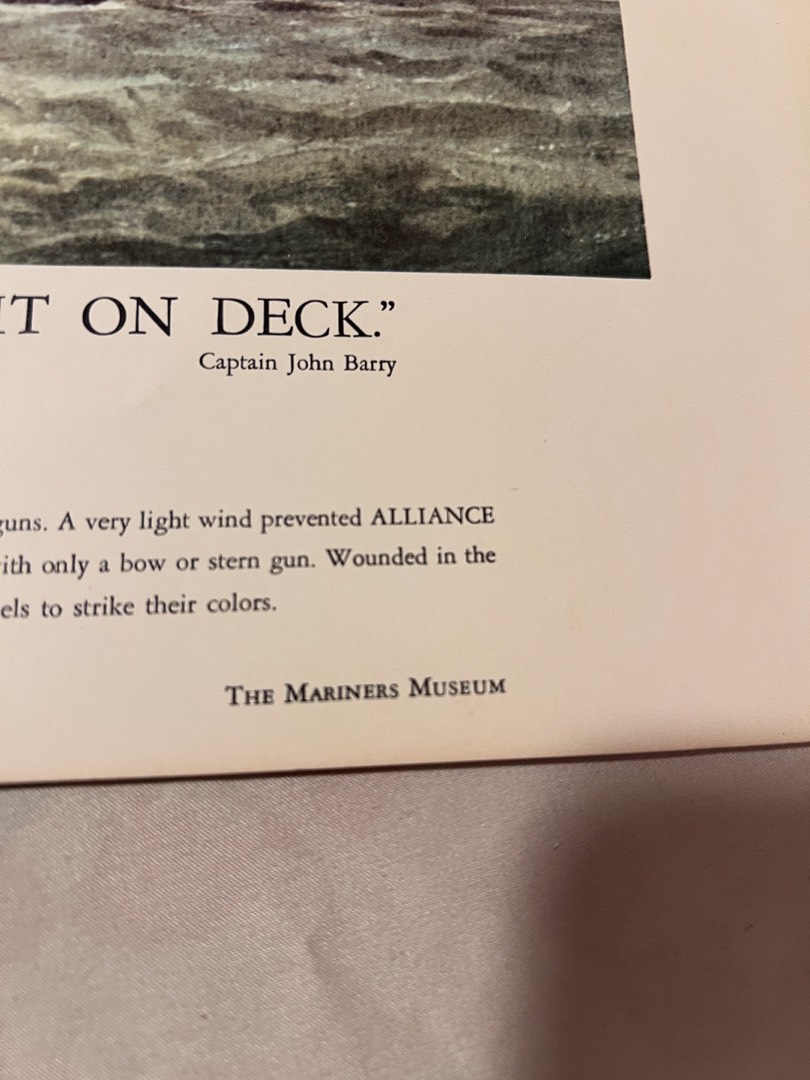 IT ON DECK.”
Captain John Barry
guns. A very light wind prevented ALLIANCE
ith only a bow or stern gun. Wounded in the
els to strike their colors.
THE MARINERS MUSEUM